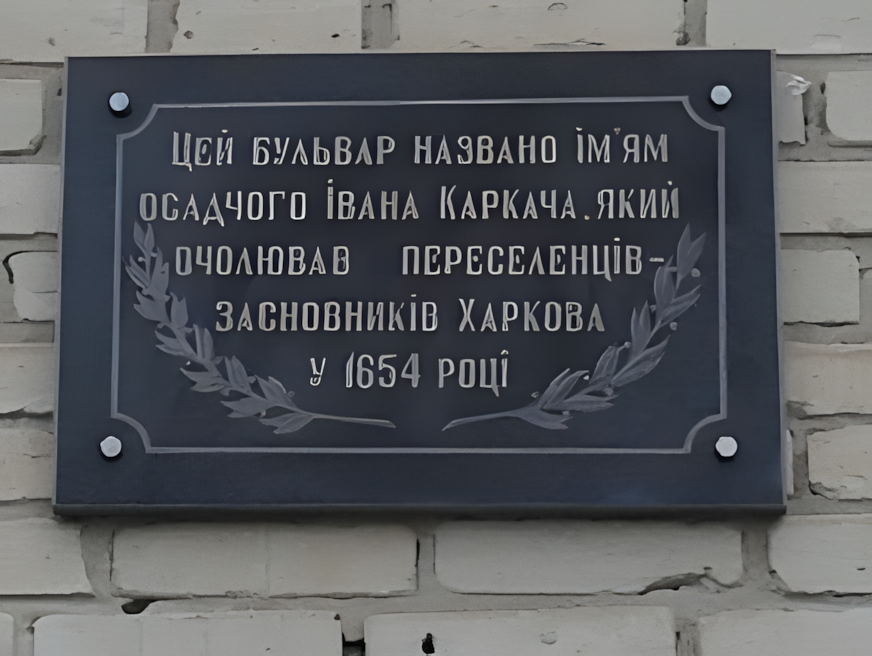 Цей бульвар названо ім'ям
осадчого Івана Каркача, який
очолював переселенців-
засновників Харкова
у 1654 році